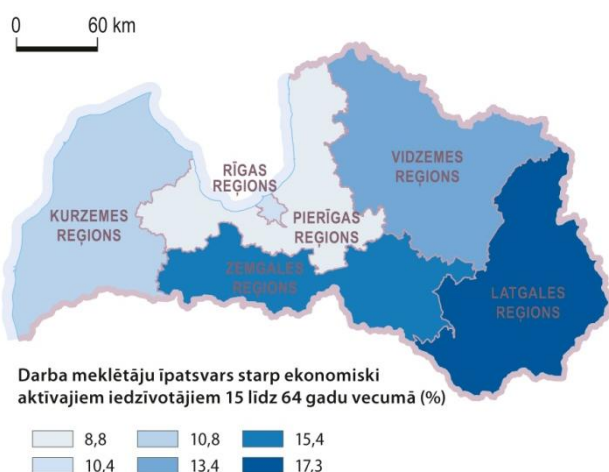 0 60 km
VIDZEMES
REĢIONS
RĪGAS
REĢIONS
KURZEMES
REĢIONS
PIERĪGAS
REĢIONS
ZEMGALES
REĢIONS
LATGALES
REĢIONS
Darba meklētāju īpatsvars starp ekonomiski
aktīvajiem iedzīvotājiem 15 līdz 64 gadu vecumā (%)
8,8 10,8 15,4
10,4 13,4 17,3